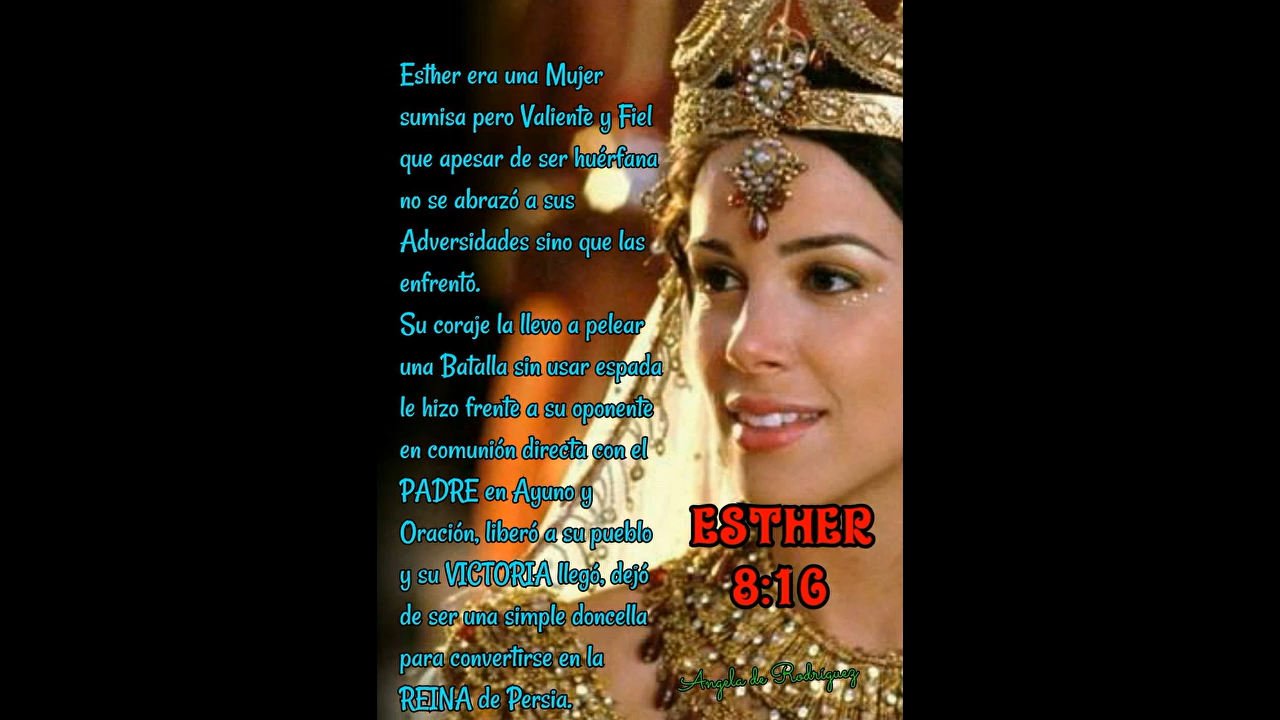 Esther era una Mujer
sumisa pero Valiente y Fiel
que apesar de ser huérfana
no se abrazó a sus
Adversidades sino que las
enfrentó.
Su coraje la llevo a pelear
una Batalla sin usar espada
le hizo frente a su oponente
en comunión directa con el
PADRE en Ayuno y
Oración, liberó a su pueblo
y su VICTORIA llegó, dejó
de ser una simple doncella
para convertirse en la
REINA de Persia.
ESTHER
8:16
Angela de Rodríguez